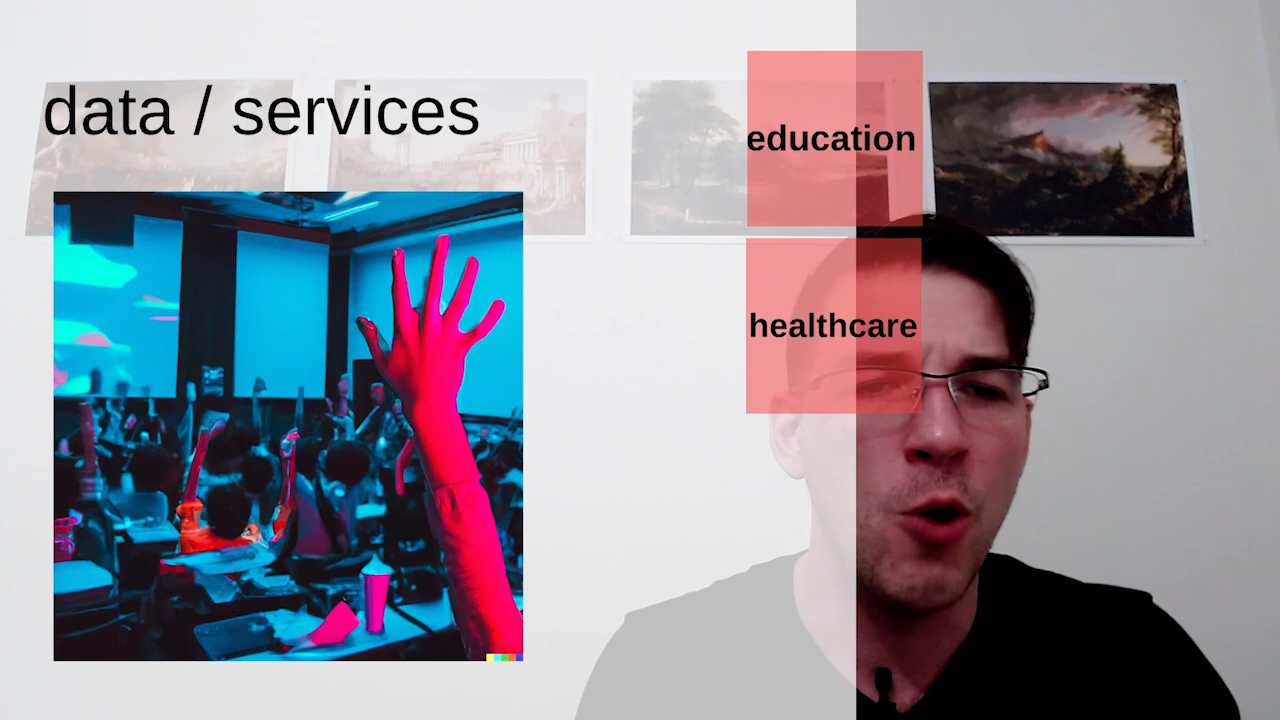 data / services
education
healthcare